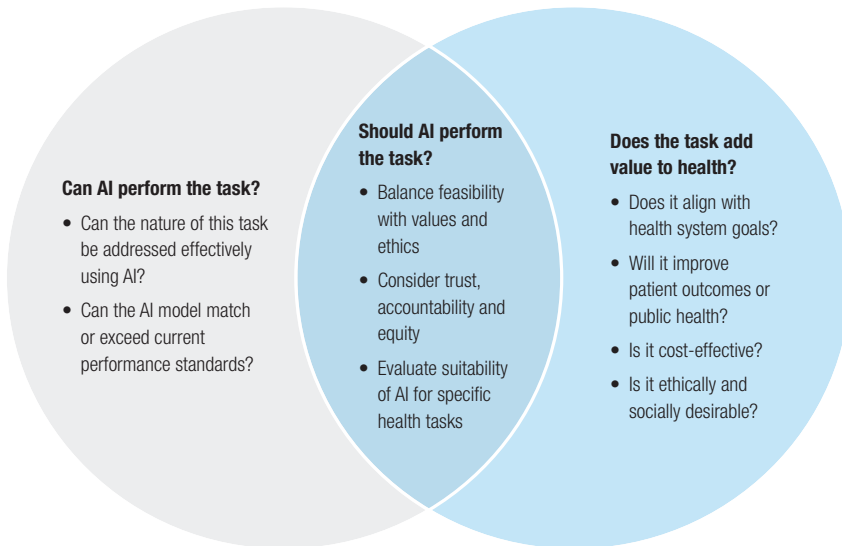 Can AI perform the task?
• Can the nature of this task
be addressed effectively
using AI?
• Can the AI model match
or exceed current
performance standards?
Should AI perform
the task?
• Balance feasibility
with values and
ethics
• Consider trust,
accountability and
equity
• Evaluate suitability
of AI for specific
health tasks
Does the task add
value to health?
• Does it align with
health system goals?
• Will it improve
patient outcomes or
public health?
• Is it cost-effective?
• Is it ethically and
socially desirable?